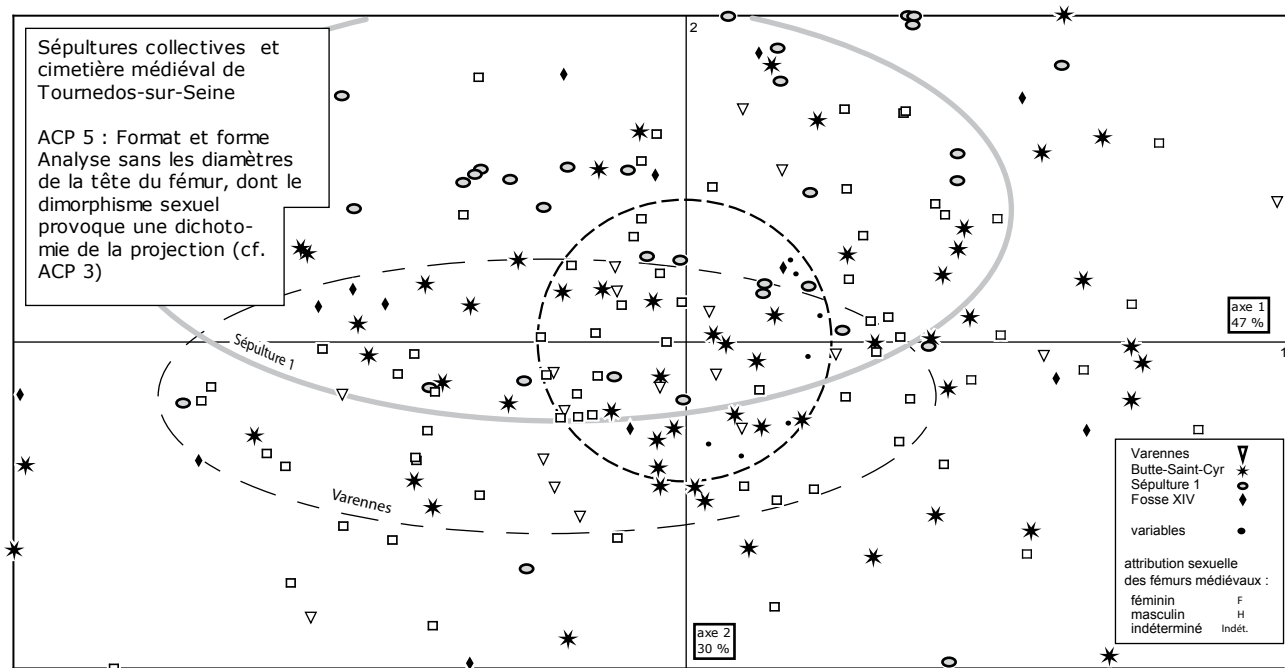 Sépultures collectives et
cimetière médiéval de
Tournedos-sur-Seine
ACP 5 : Format et forme
Analyse sans les diamètres
de la tête du fémur, dont le
dimorphisme sexuel
provoque une dichoto-
mie de la projection (cf.
ACP 3)
2
axe 1
47 %
1
Sépulture 1
Varennes
axe 2
30 %
Varennes
Butte-Saint-Cyr
Sépulture 1
Fosse XIV
variables
attribution sexuelle
des fémurs médiévaux :
féminin F
masculin H
indéterminé Indét.